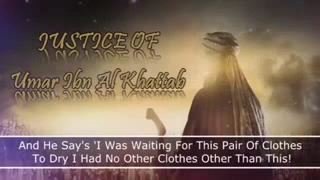 JUSTICE OF
Umar Ibn Al Khattab
And He Say's 'I Was Waiting For This Pair Of Clothes
To Dry I Had No Other Clothes Other Than This!